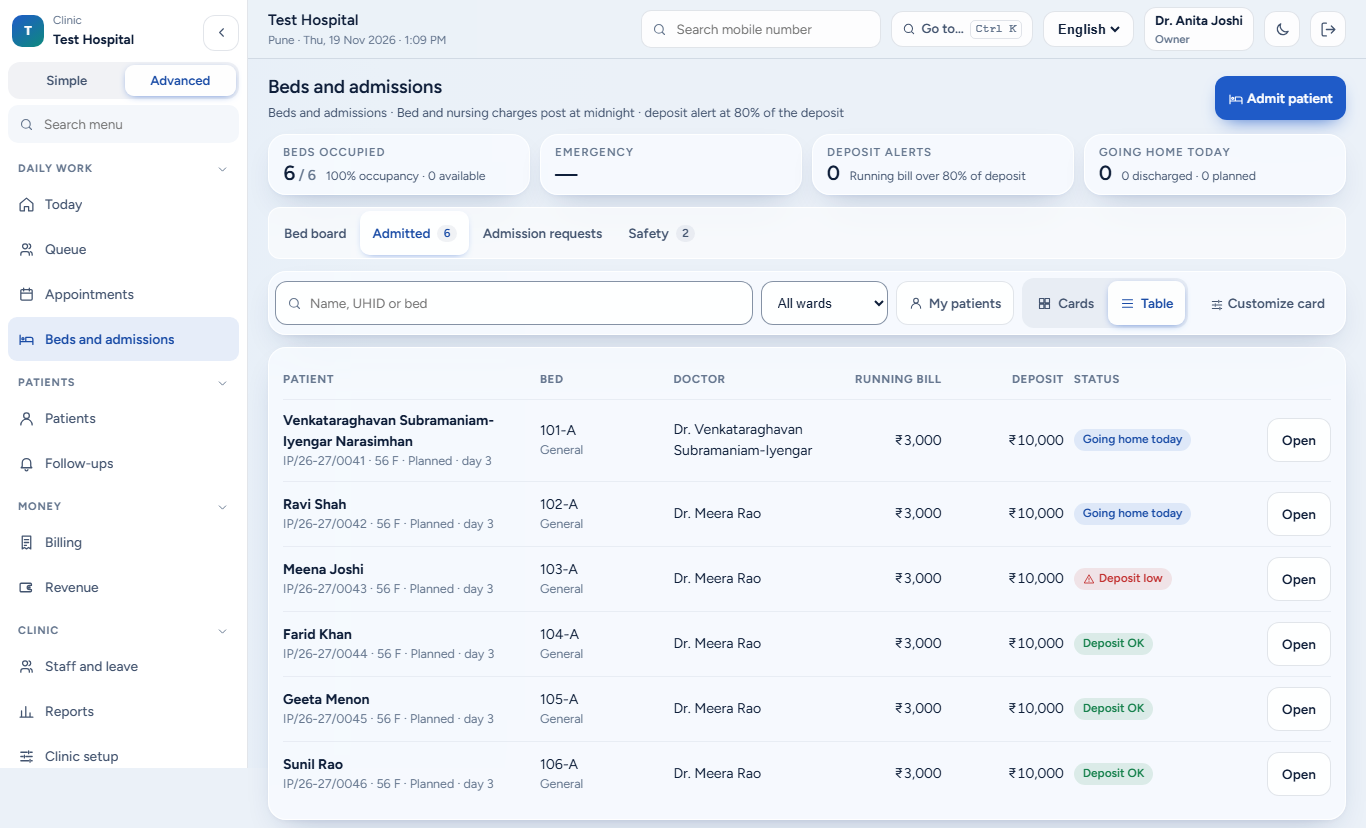 T
Clinic
Test Hospital
Simple
Advanced
Search menu
DAILY WORK
Today
Queue
Appointments
Beds and admissions
PATIENTS
Patients
Follow-ups
MONEY
Billing
Revenue
CLINIC
Staff and leave
Reports
Clinic setup
Test Hospital
Pune · Thu, 19 Nov 2026 · 1:09 PM
Search mobile number
Go to... Ctrl K
English
Dr. Anita Joshi
Owner
Beds and admissions
Beds and admissions · Bed and nursing charges post at midnight · deposit alert at 80% of the deposit
Admit patient
BEDS OCCUPIED
6 / 6 100% occupancy · 0 available
EMERGENCY
—
DEPOSIT ALERTS
0 Running bill over 80% of deposit
GOING HOME TODAY
0 0 discharged · 0 planned
Bed board
Admitted 6
Admission requests
Safety 2
Name, UHID or bed
All wards
My patients
Cards
Table
Customize card
PATIENT BED DOCTOR RUNNING BILL DEPOSIT STATUS
Venkataraghavan Subramaniam-
Iyengar Narasimhan
IP/26-27/0041 · 56 F · Planned · day 3
101-A
General
Dr. Venkataraghavan
Subramaniam-Iyengar
₹3,000 ₹10,000 Going home today Open
Ravi Shah
IP/26-27/0042 · 56 F · Planned · day 3
102-A
General
Dr. Meera Rao ₹3,000 ₹10,000 Going home today Open
Meena Joshi
IP/26-27/0043 · 56 F · Planned · day 3
103-A
General
Dr. Meera Rao ₹3,000 ₹10,000 Deposit low Open
Farid Khan
IP/26-27/0044 · 56 F · Planned · day 3
104-A
General
Dr. Meera Rao ₹3,000 ₹10,000 Deposit OK Open
Geeta Menon
IP/26-27/0045 · 56 F · Planned · day 3
105-A
General
Dr. Meera Rao ₹3,000 ₹10,000 Deposit OK Open
Sunil Rao
IP/26-27/0046 · 56 F · Planned · day 3
106-A
General
Dr. Meera Rao ₹3,000 ₹10,000 Deposit OK Open